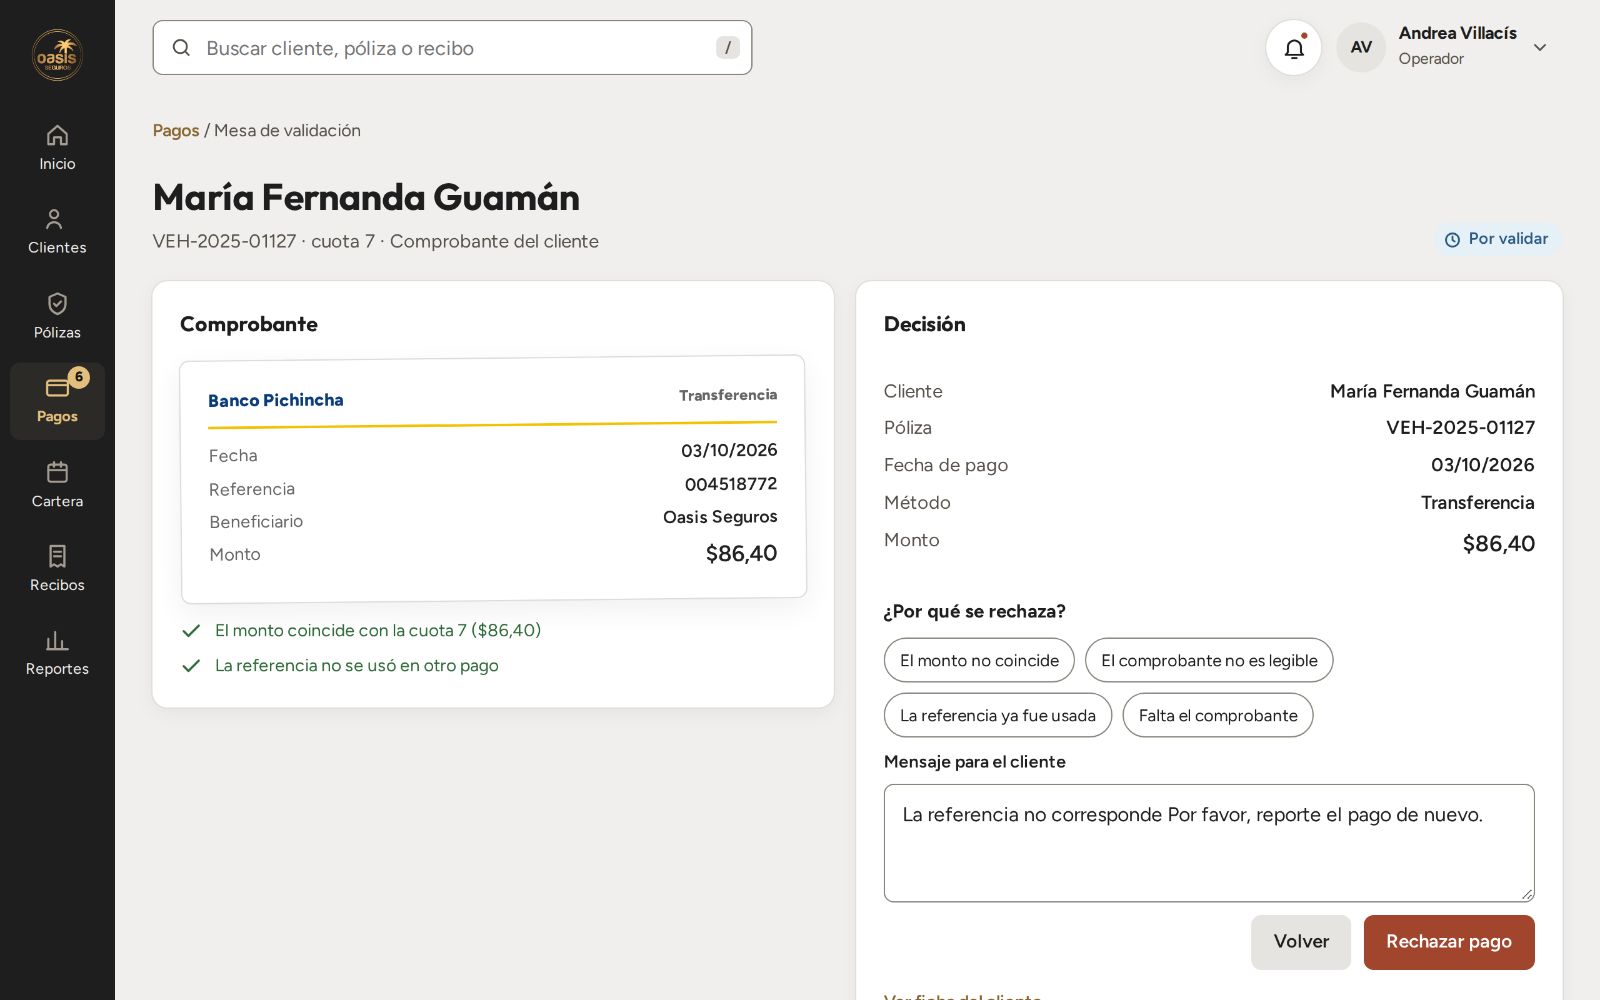 oasis
SEGUROS
Buscar cliente, póliza o recibo
/
AV
Andrea Villacís
Operador
Inicio
Clientes
Pólizas
6
Pagos
Cartera
Recibos
Reportes
Pagos / Mesa de validación
María Fernanda Guamán
VEH-2025-01127 · cuota 7 · Comprobante del cliente
Por validar
Comprobante
Banco Pichincha
Transferencia
Fecha 03/10/2026
Referencia 004518772
Beneficiario Oasis Seguros
Monto $86,40
El monto coincide con la cuota 7 ($86,40)
La referencia no se usó en otro pago
Decisión
Cliente María Fernanda Guamán
Póliza VEH-2025-01127
Fecha de pago 03/10/2026
Método Transferencia
Monto $86,40
¿Por qué se rechaza?
El monto no coincide
El comprobante no es legible
La referencia ya fue usada
Falta el comprobante
Mensaje para el cliente
La referencia no corresponde Por favor, reporte el pago de nuevo.
Volver
Rechazar pago
Ver ficha del cliente